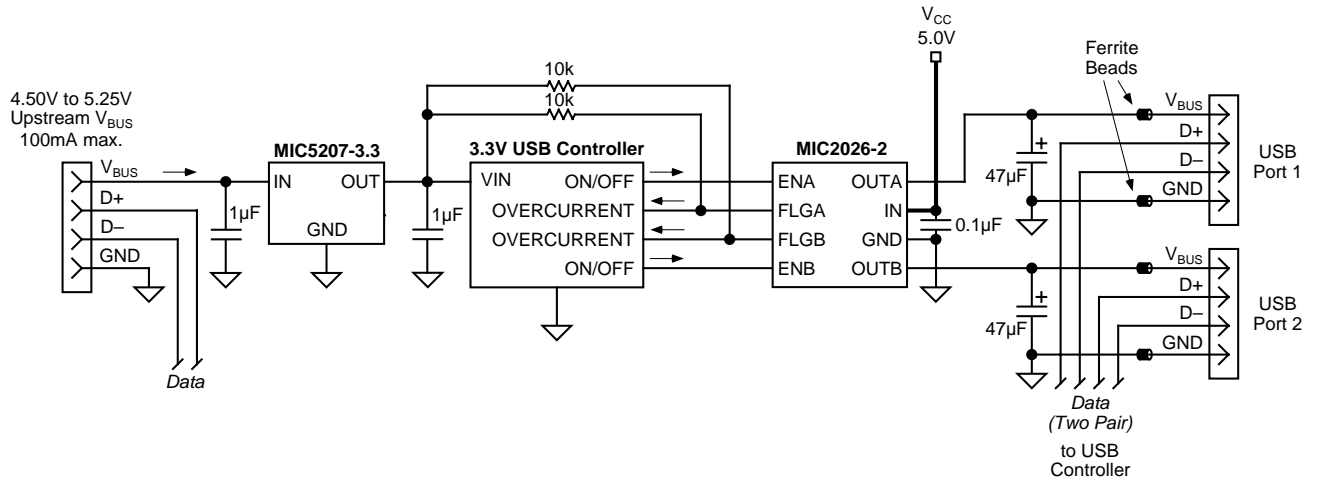 4.50V to 5.25V
Upstream VBUS
100mA max.
VBUS
D+
D–
GND
Data
1µF
MIC5207-3.3
IN
OUT
GND
1µF
10k
10k
3.3V USB Controller
VIN
ON/OFF
OVERCURRENT
OVERCURRENT
ON/OFF
MIC2026-2
ENA
OUTA
FLGA
IN
FLGB
GND
ENB
OUTB
VCC
5.0V
0.1µF
Ferrite
Beads
+
47µF
VBUS
D+
D–
GND
USB
Port 1
+
47µF
VBUS
D+
D–
GND
USB
Port 2
Data
(Two Pair)
to USB
Controller